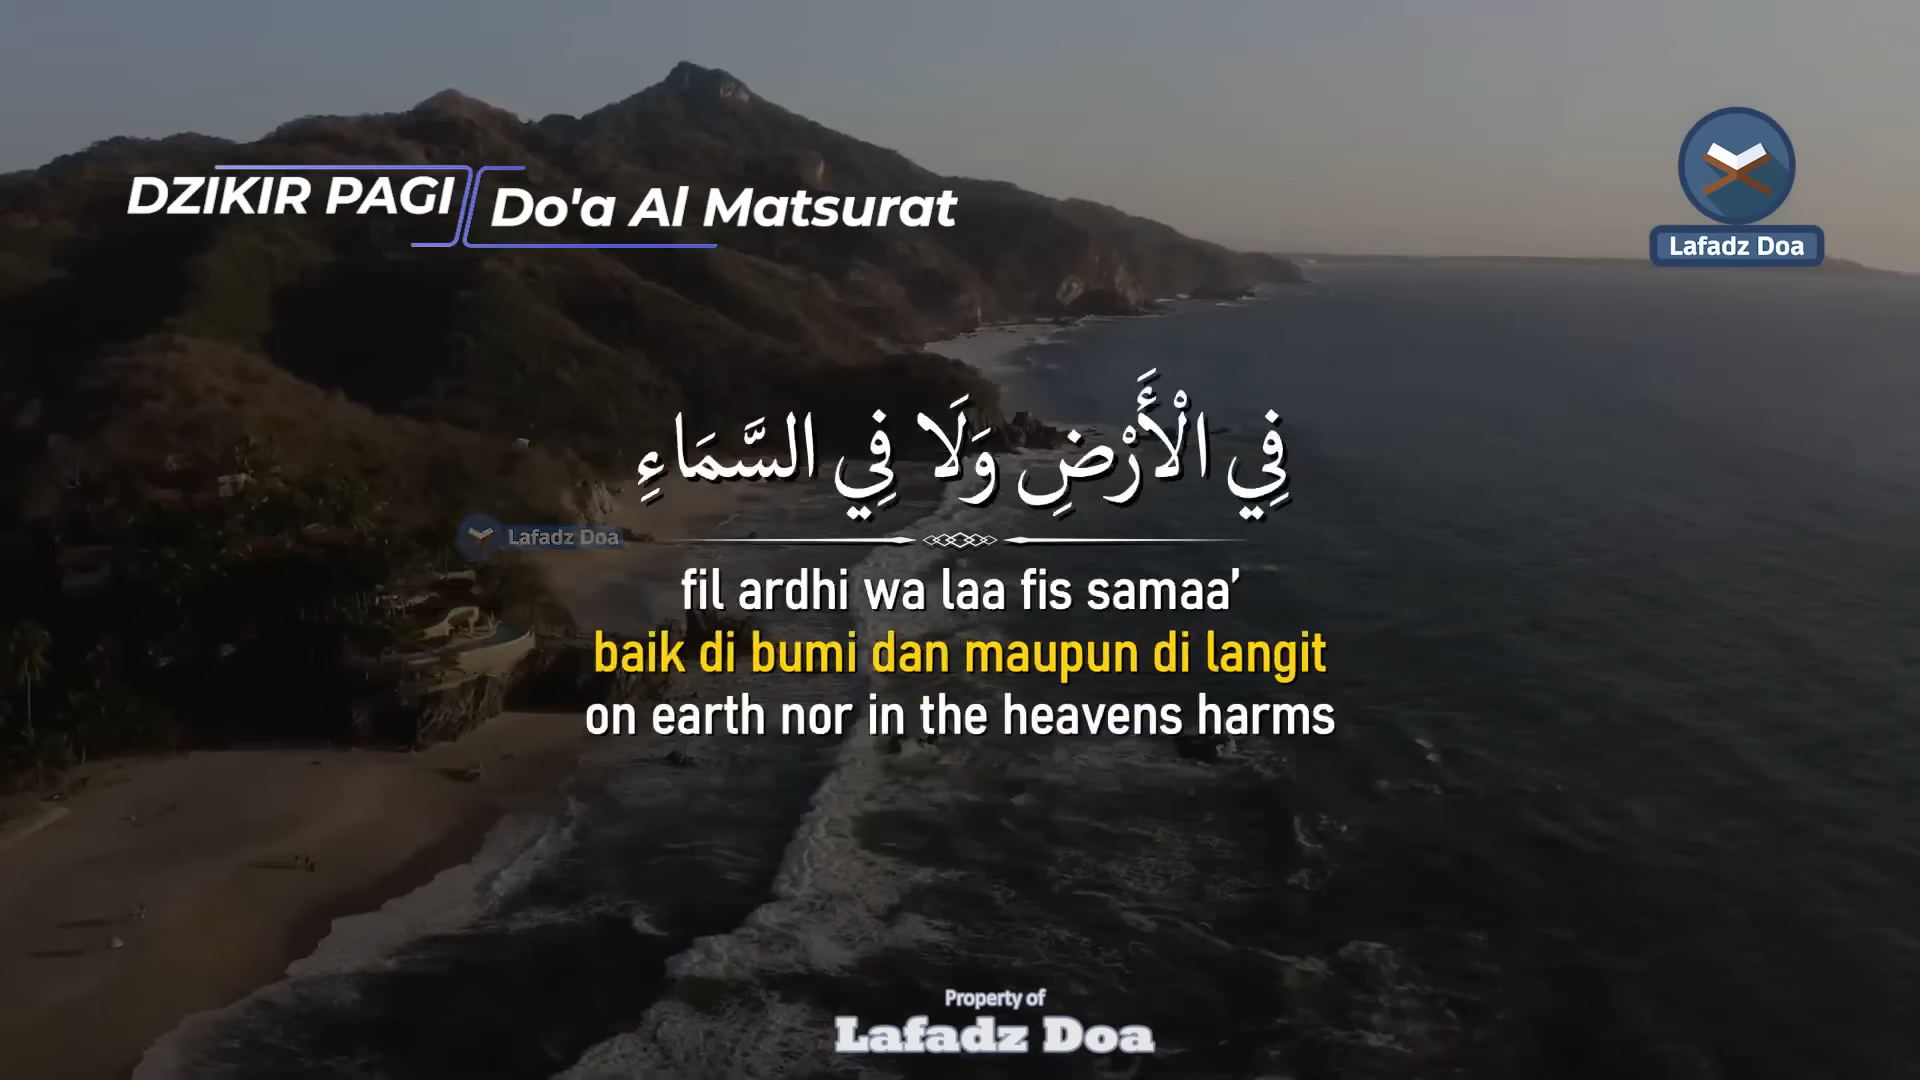 DZIKIR PAGI
Do'a Al Matsurat
Lafadz Doa
فِي الْأَرْضِ وَلَا فِي السَّمَاءِ
Lafadz Doa
fil ardhi wa laa fis samaa’
baik di bumi dan maupun di langit
on earth nor in the heavens harms
Property of
Lafadz Doa